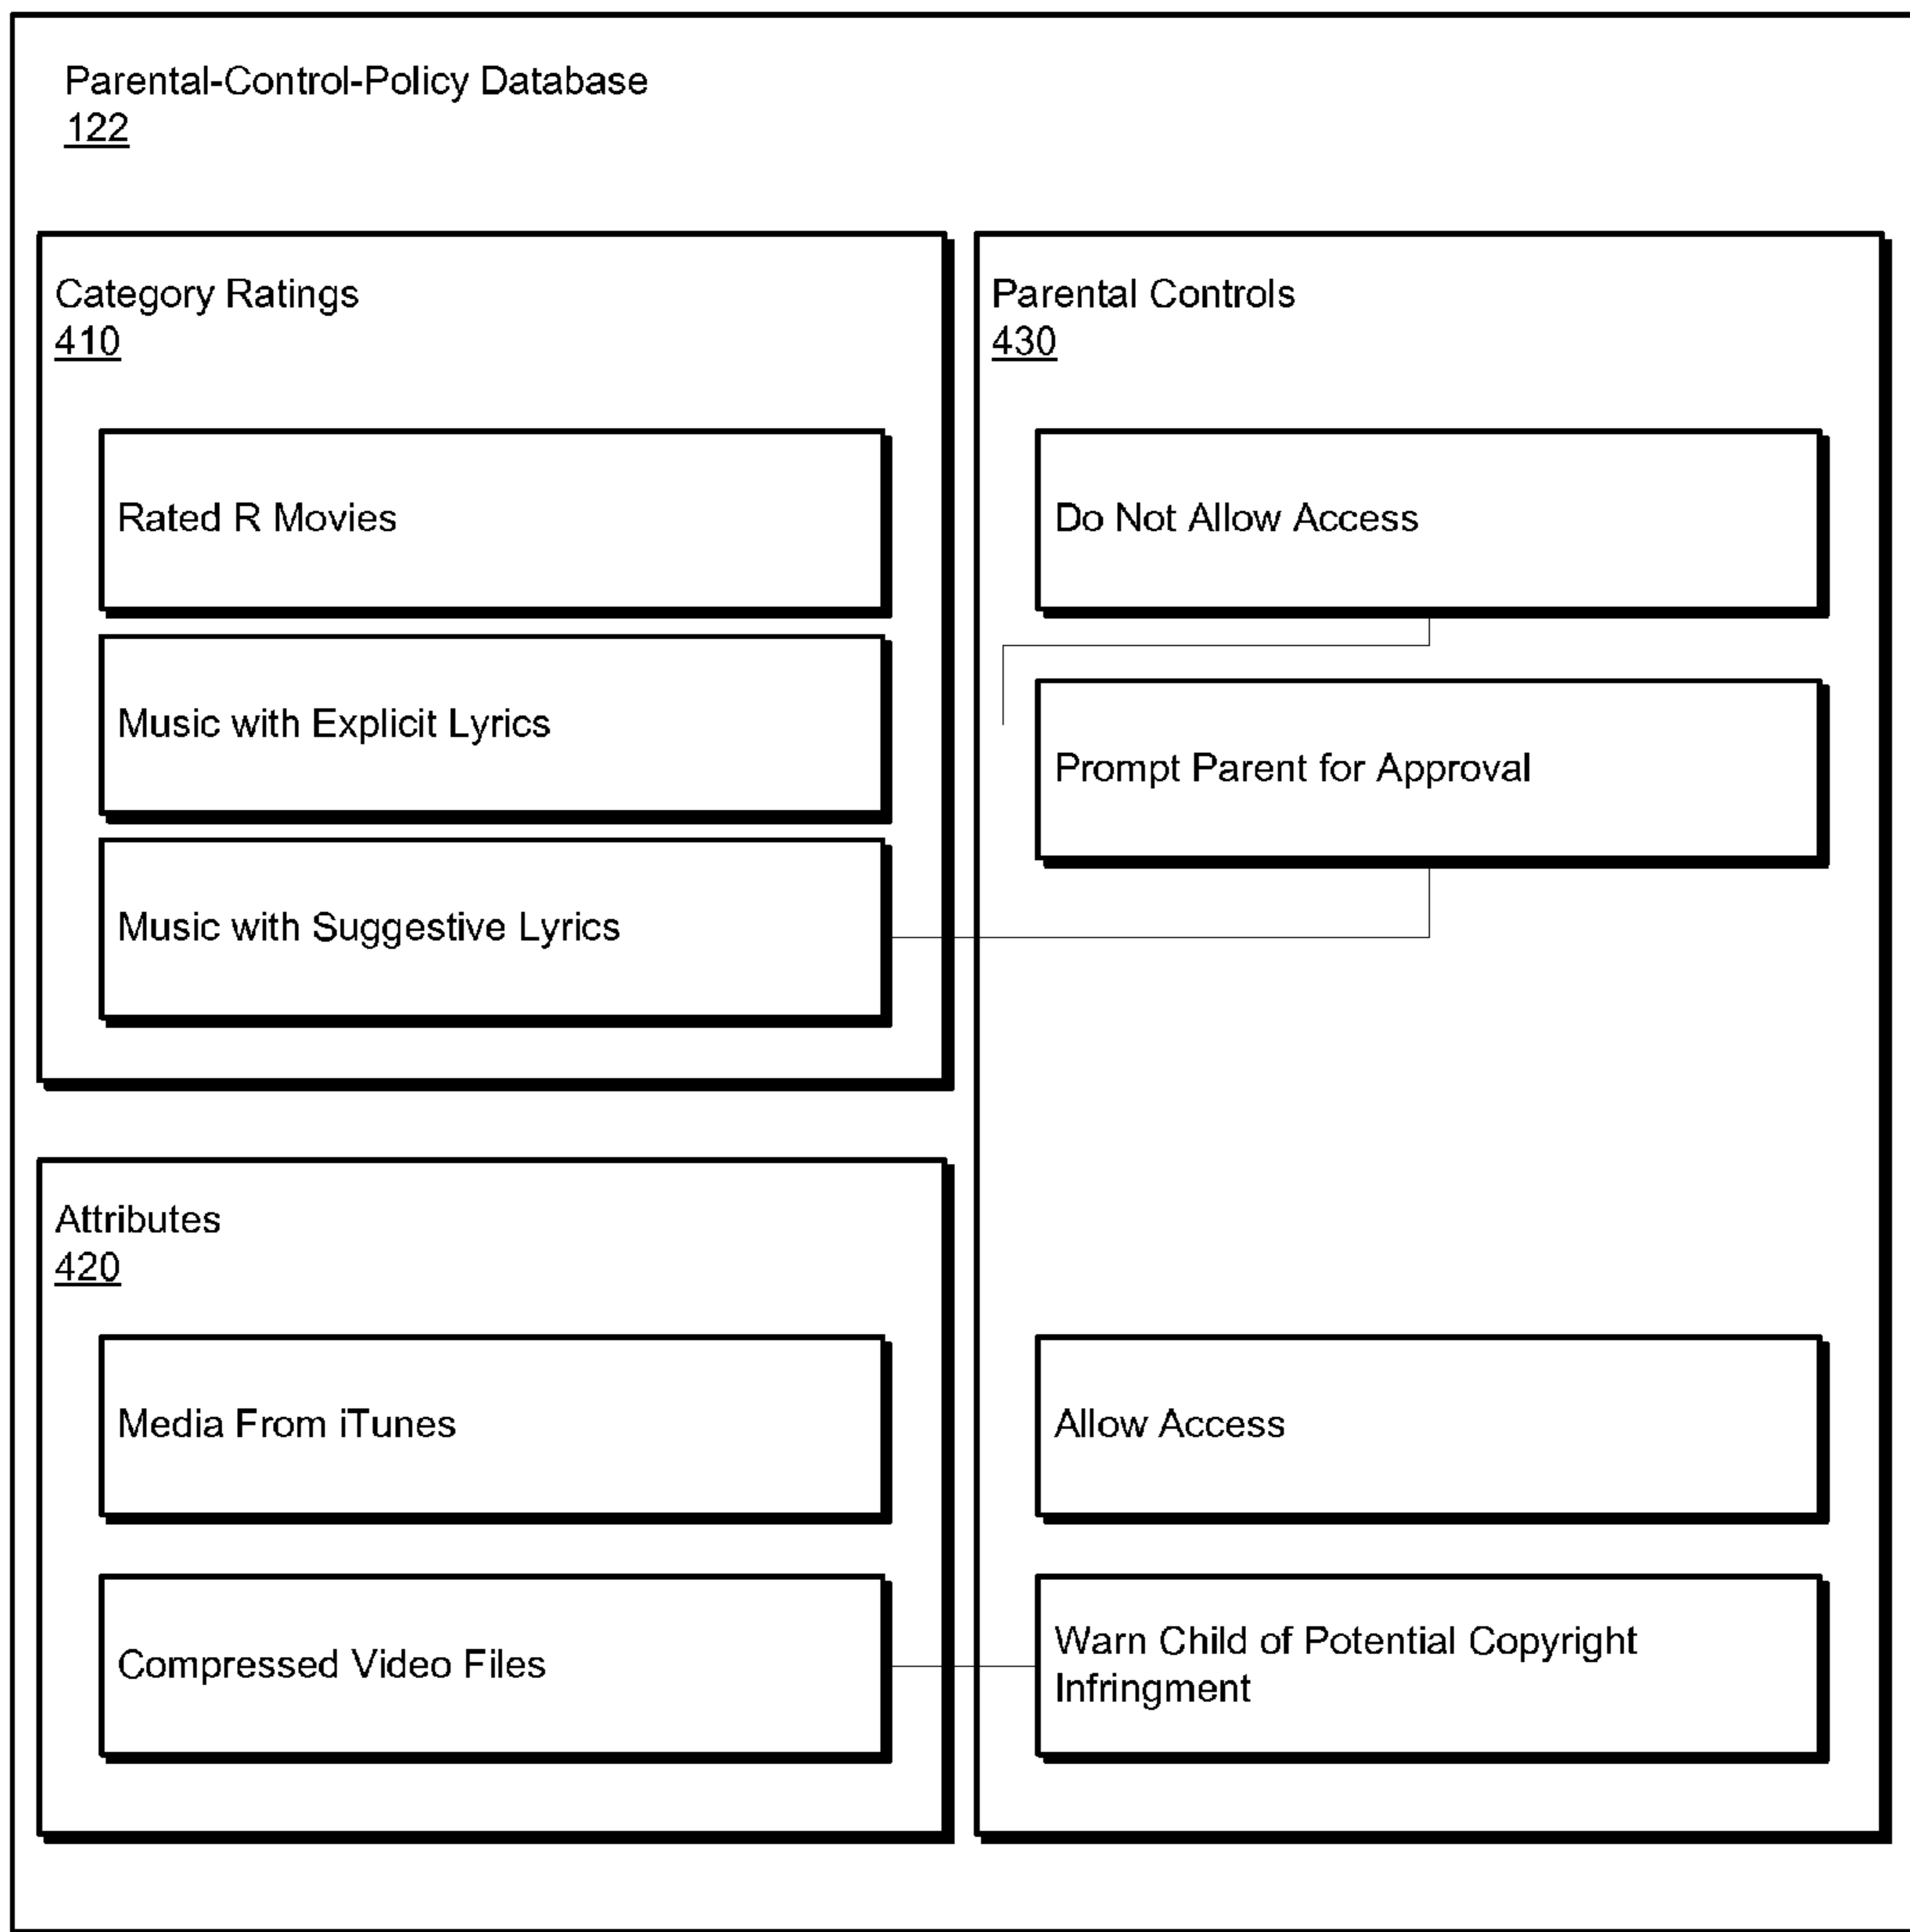 Parental-Control-Policy Database
122
Category Ratings
410
Rated R Movies
Music with Explicit Lyrics
Music with Suggestive Lyrics
Parental Controls
430
Do Not Allow Access
Prompt Parent for Approval
Attributes
420
Media From iTunes
Compressed Video Files
Allow Access
Warn Child of Potential Copyright
Infringment